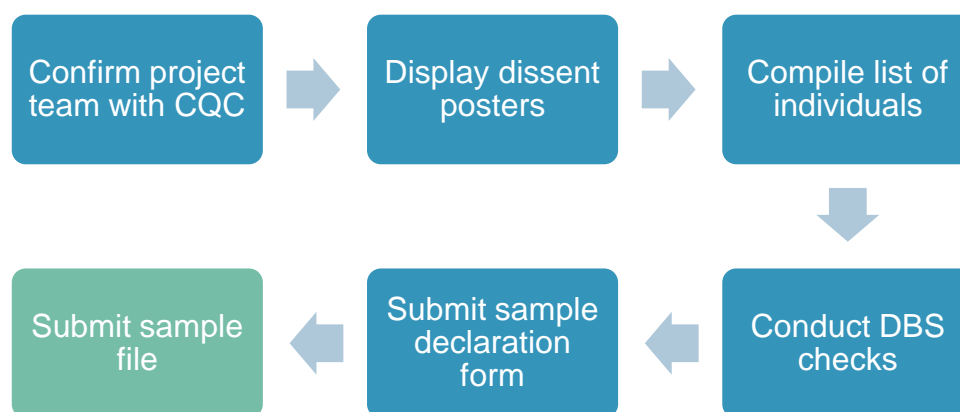 Confirm project
team with CQC
Display dissent
posters
Compile list of
individuals
Conduct DBS
checks
Submit sample
declaration
form
Submit sample
file